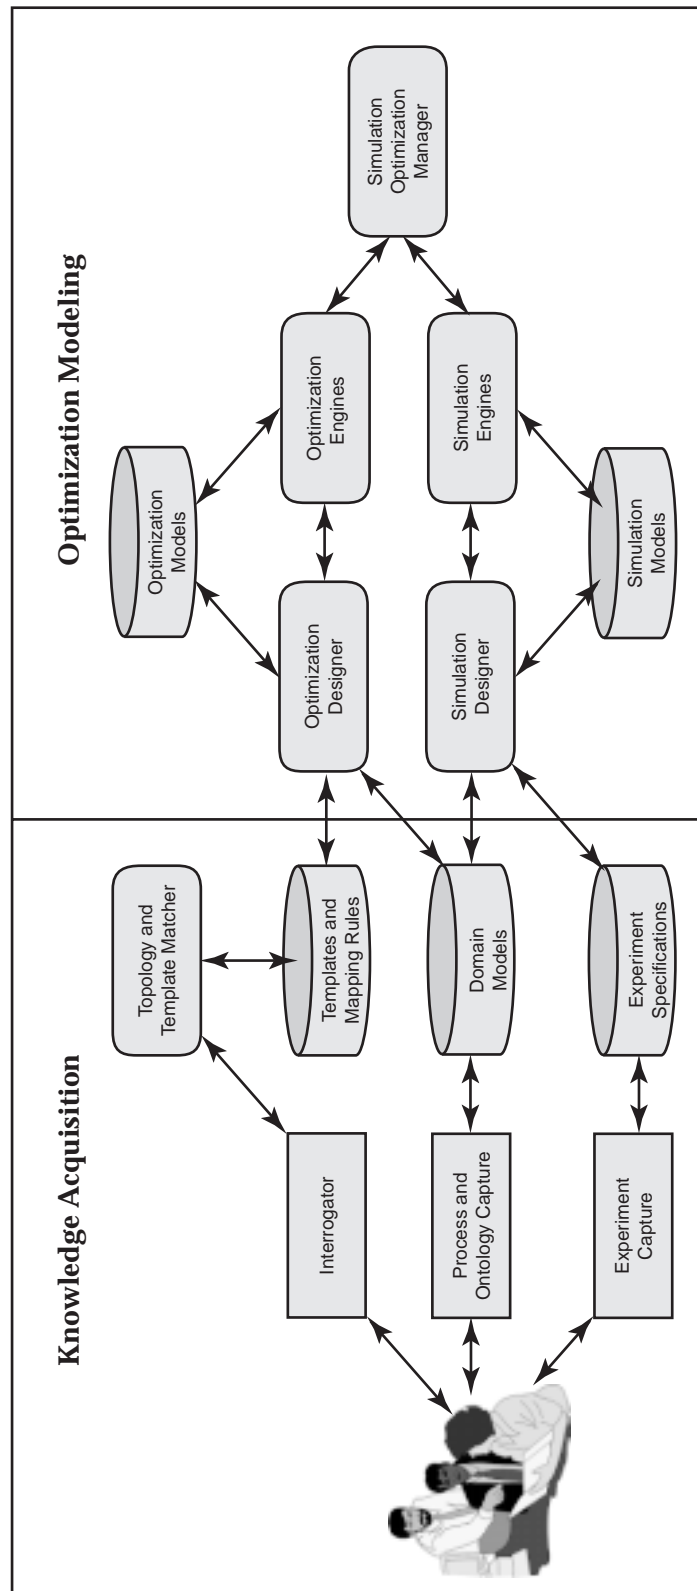 Knowledge Acquisition
Optimization Modeling
Interrogator
Topology and
Template Matcher
Templates and
Mapping Rules
Process and
Ontology Capture
Domain
Models
Experiment
Capture
Experiment
Specifications
Optimization
Models
Optimization
Designer
Optimization
Engines
Simulation
Designer
Simulation
Engines
Simulation
Models
Simulation
Optimization
Manager